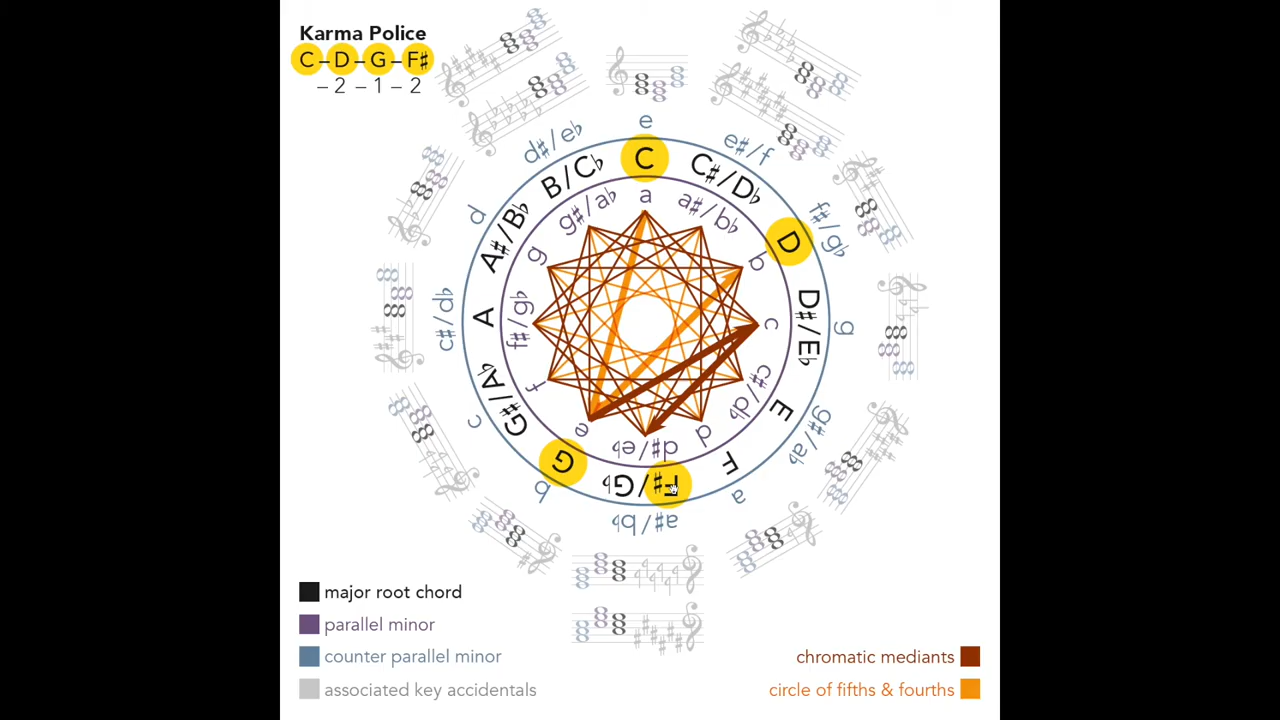 Karma Police
C – D – G – F♯
– 2 – 1 – 2
e
d♯/e♭
e♯/f
C
B/C♭
C♯/D♭
a
g♯/a♭
a♯/b♭
d
A♯/B♭
g
b
D
f♯/g♭
c♯/d♭
A
f♯/g♭
c
D♯/E♭
g
c
G♯/A♭
f
c♯/d♭
E
g♯/a♭
b
G
e
d♯/e♭
d
F
a
F♯/G♭
a♯/b♭
major root chord
parallel minor
counter parallel minor
associated key accidentals
chromatic mediants
circle of fifths & fourths